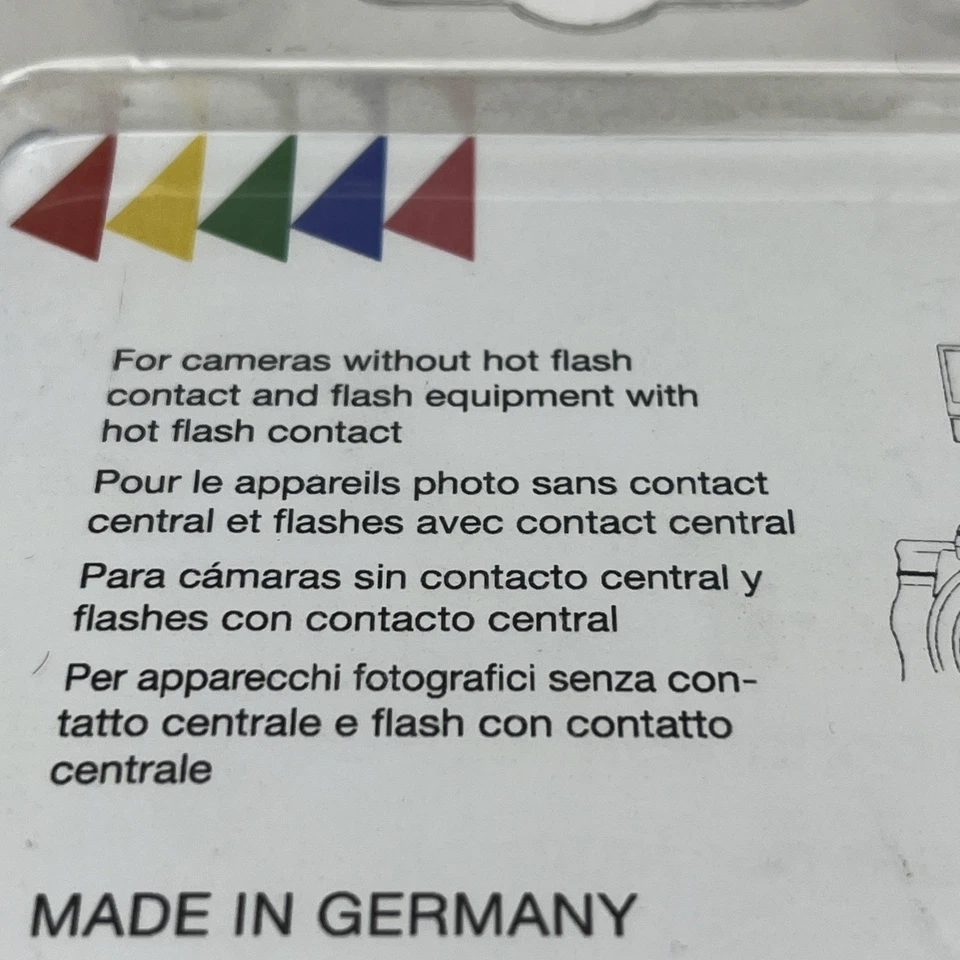 For cameras without hot flash
contact and flash equipment with
hot flash contact
Pour le appareils photo sans contact
central et flashes avec contact central
Para cámaras sin contacto central y
flashes con contacto central
Per apparecchi fotografici senza con-
tatto centrale e flash con contatto
centrale
MADE IN GERMANY